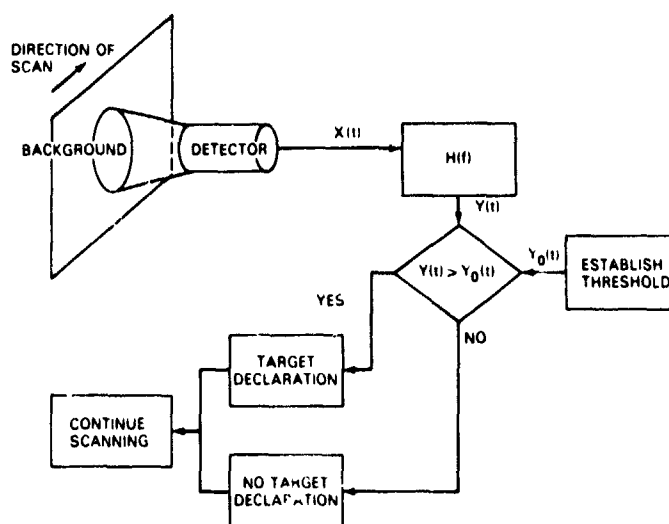 DIRECTION OF
SCAN
BACKGROUND
DETECTOR
X(t)
H(f)
Y(t)
Y(t) > Y₀(t)
Y₀(t)
ESTABLISH
THRESHOLD
YES
NO
TARGET
DECLARATION
CONTINUE
SCANNING
NO TARGET
DECLARATION